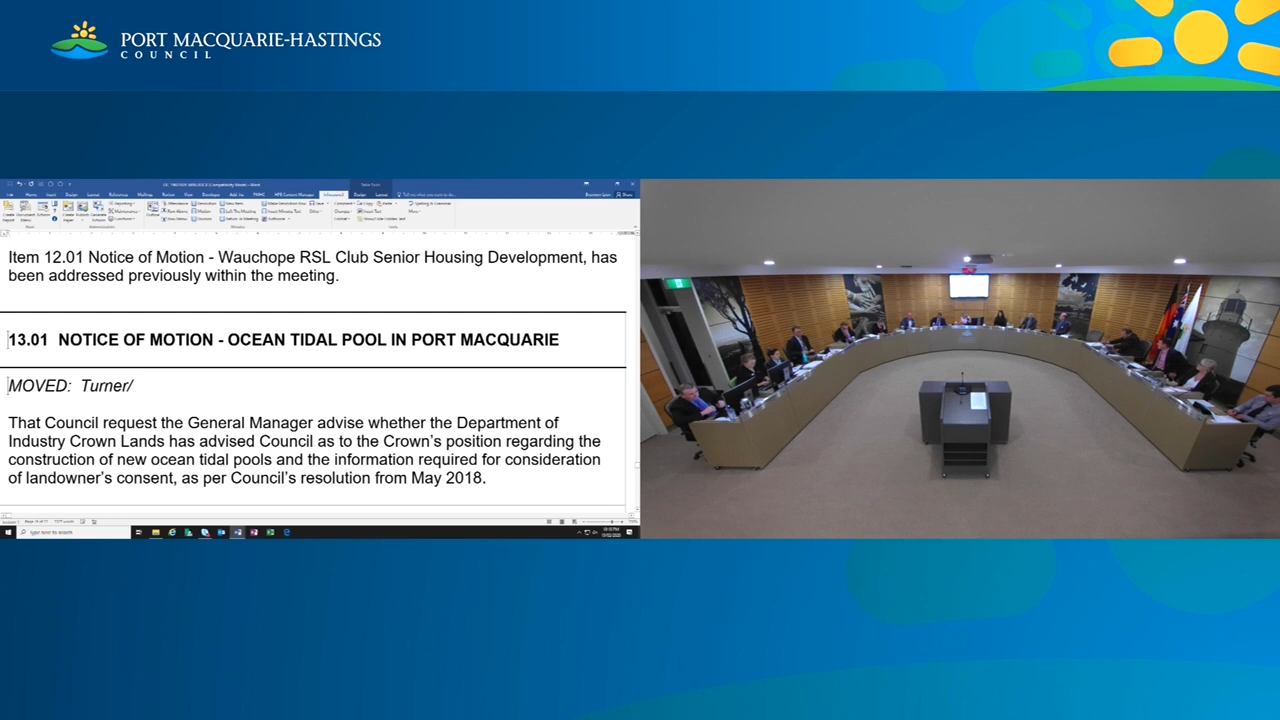 PORT MACQUARIE-HASTINGS
COUNCIL
Item 12.01 Notice of Motion - Wauchope RSL Club Senior Housing Development, has
been addressed previously within the meeting.
13.01 NOTICE OF MOTION - OCEAN TIDAL POOL IN PORT MACQUARIE
MOVED: Turner/
That Council request the General Manager advise whether the Department of
Industry Crown Lands has advised Council as to the Crown's position regarding the
construction of new ocean tidal pools and the information required for consideration
of landowner's consent, as per Council's resolution from May 2018.